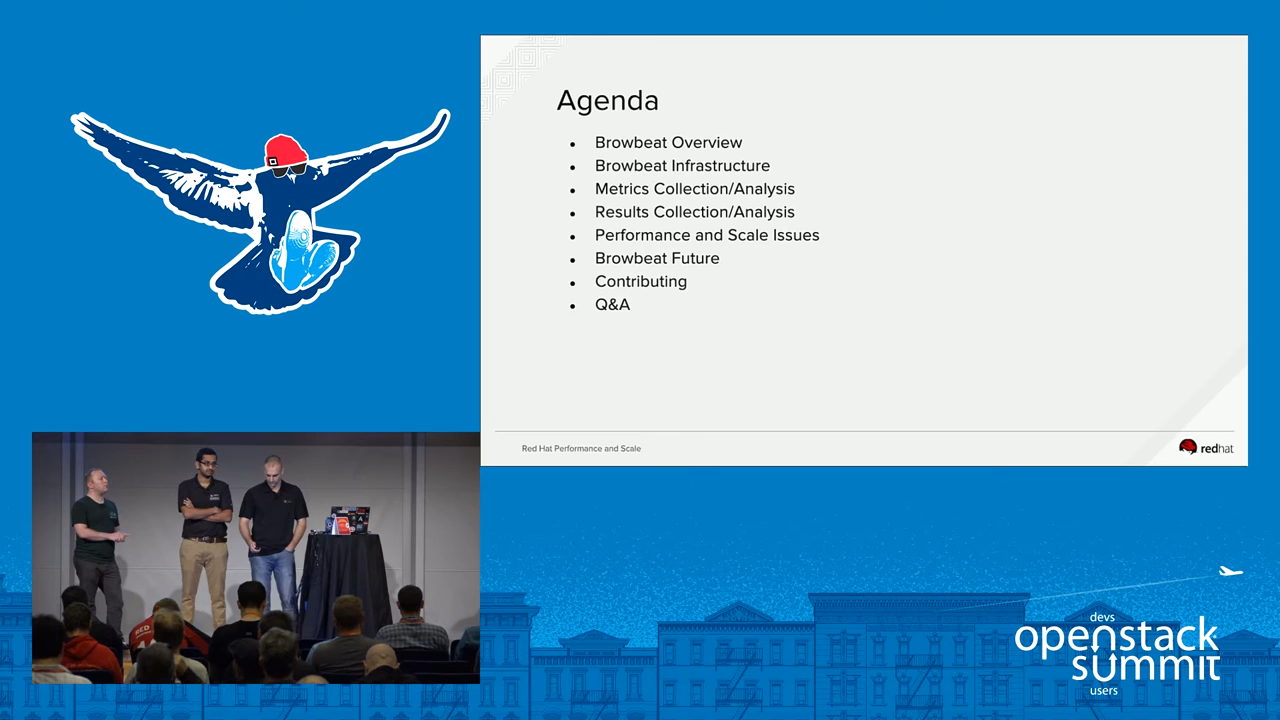 Agenda
• Browbeat Overview
• Browbeat Infrastructure
• Metrics Collection/Analysis
• Results Collection/Analysis
• Performance and Scale Issues
• Browbeat Future
• Contributing
• Q&A
Red Hat Performance and Scale
redhat
RED
devs
openstack
summit
users